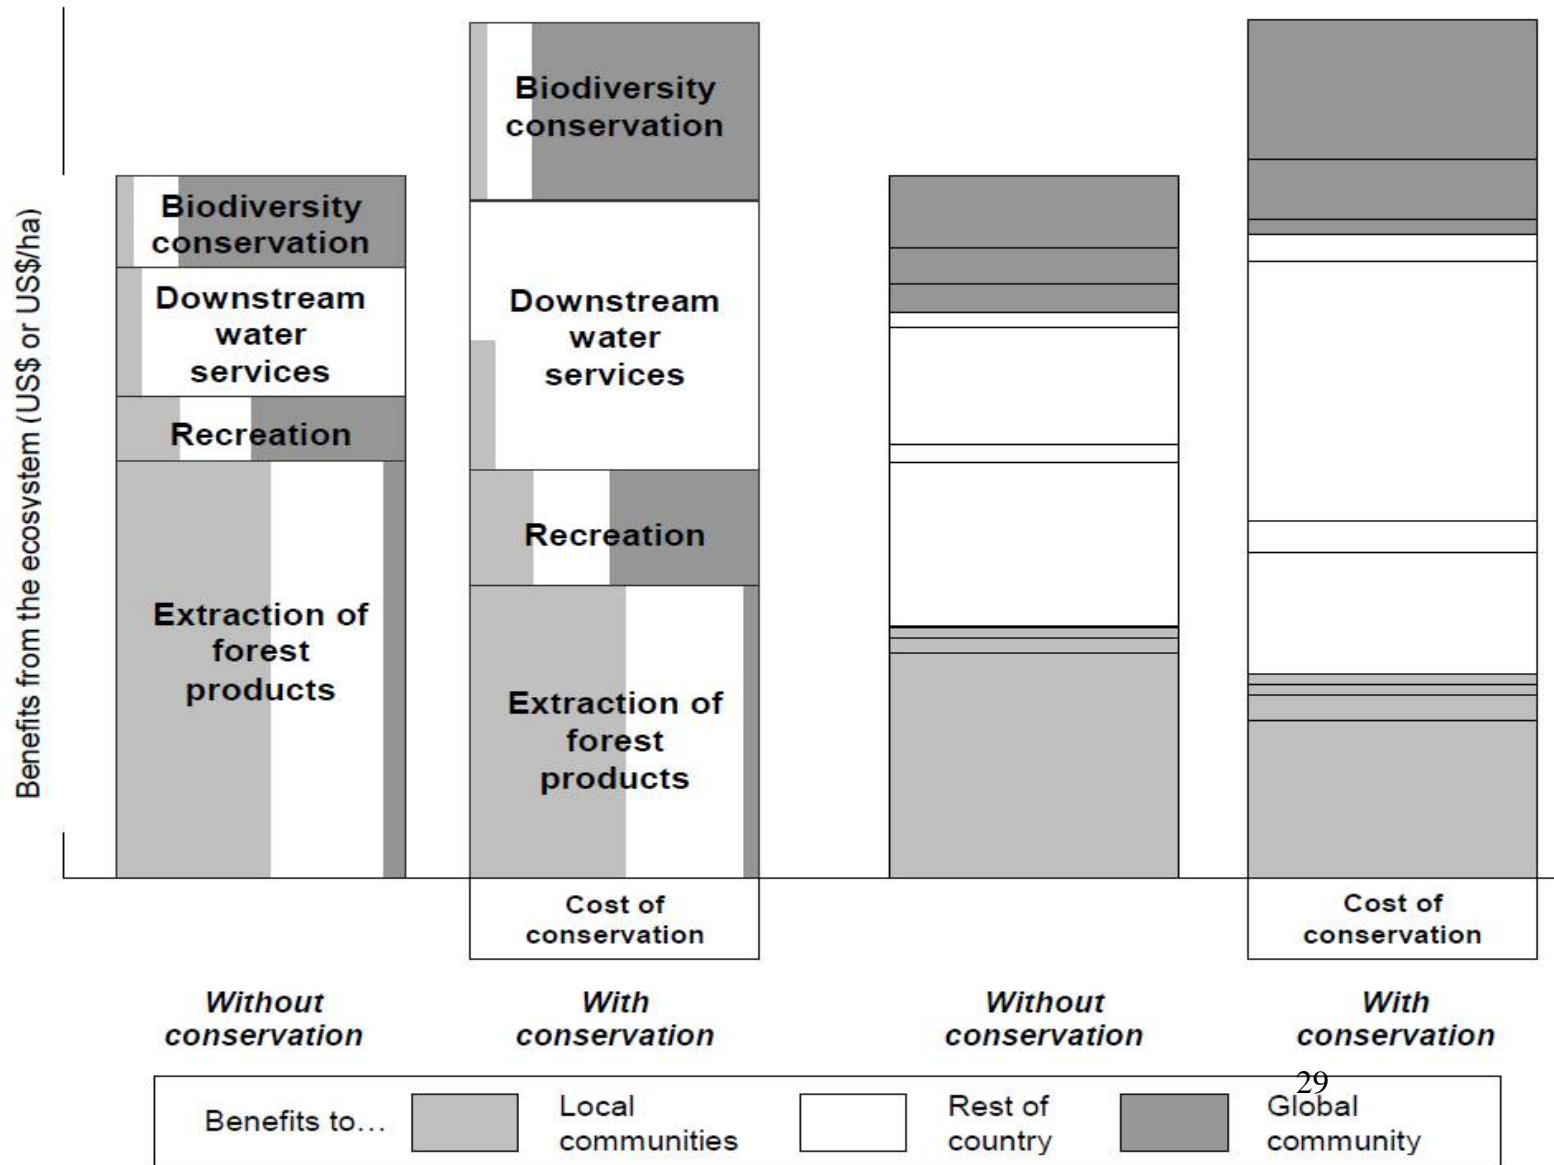 Benefits from the ecosystem (US$ or US$/ha)
Biodiversity
conservation
Downstream
water
services
Recreation
Extraction of
forest
products
Biodiversity
conservation
Downstream
water
services
Recreation
Extraction of
forest
products
Cost of
conservation
Cost of
conservation
Without
conservation
With
conservation
Without
conservation
With
conservation
29
Benefits to...
Local
communities
Rest of
country
Global
community